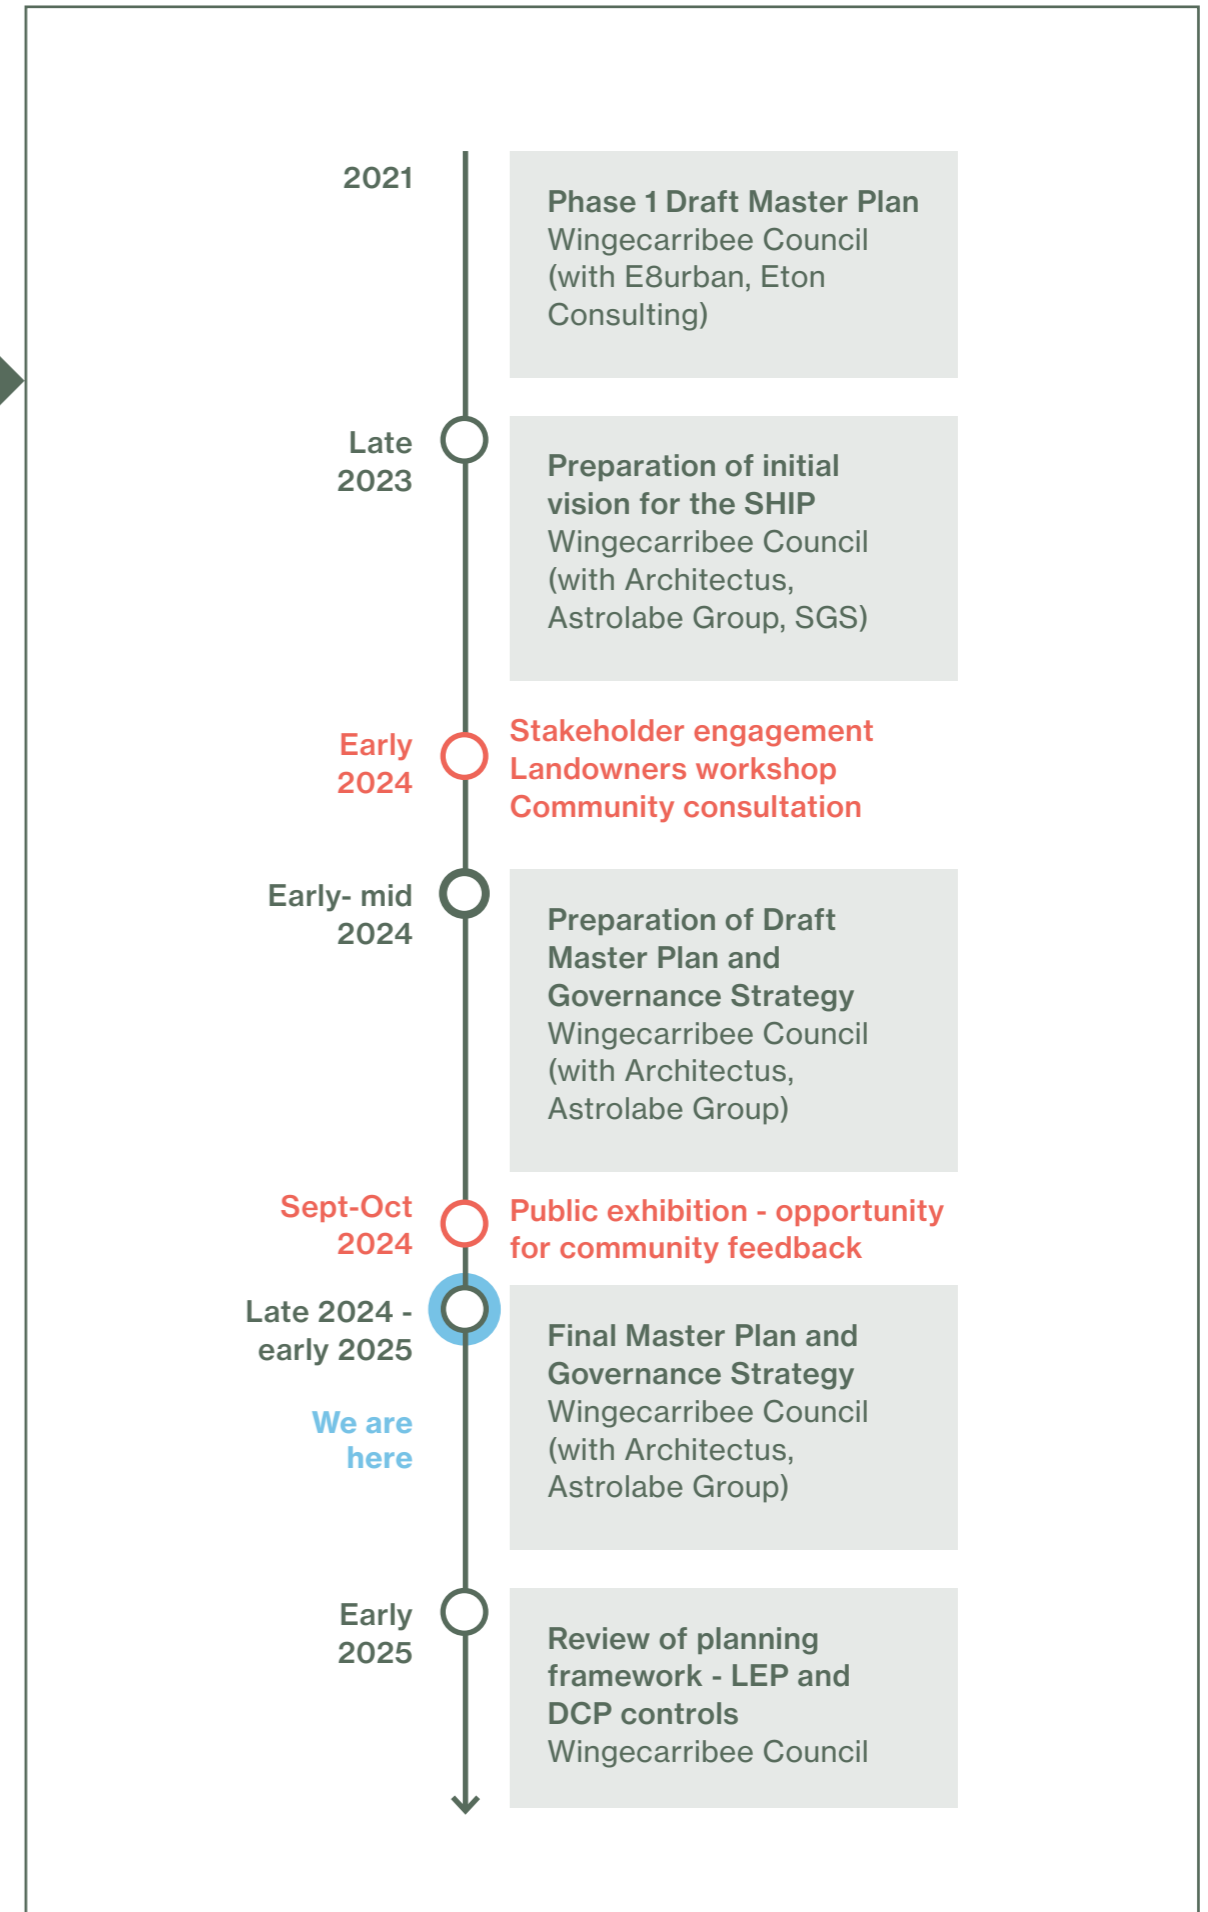 2021
Phase 1 Draft Master Plan
Wingecarribee Council
(with E8urban, Eton
Consulting)
Late
2023
Preparation of initial
vision for the SHIP
Wingecarribee Council
(with Architectus,
Astrolabe Group, SGS)
Early
2024
Stakeholder engagement
Landowners workshop
Community consultation
Early- mid
2024
Preparation of Draft
Master Plan and
Governance Strategy
Wingecarribee Council
(with Architectus,
Astrolabe Group)
Sept-Oct
2024
Public exhibition - opportunity
for community feedback
Late 2024 -
early 2025
We are
here
Final Master Plan and
Governance Strategy
Wingecarribee Council
(with Architectus,
Astrolabe Group)
Early
2025
Review of planning
framework - LEP and
DCP controls
Wingecarribee Council